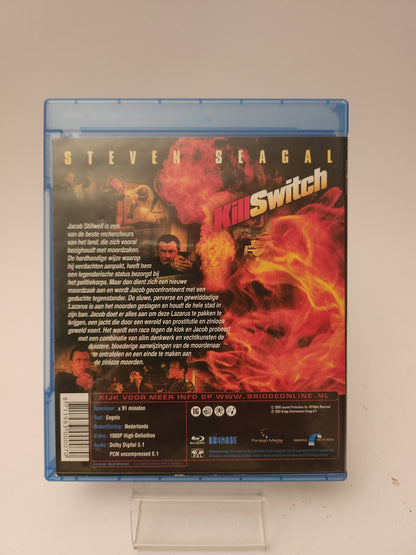 STEVEN SEAGAL
KillSwitch
Jacob Stillwell is een
van de beste rechercheurs
van het land, die zich vooral
bezighoudt met moordzaken.
De hardhandige wijze waarop
hij verdachten aanpakt, heeft hem
een legendarische status bezorgd bij
het politiekorps. Maar dan dient zich een nieuwe
moordzaak aan en wordt Jacob geconfronteerd met een
geduchte tegenstander. De sluwe, perverse en gewelddadige
Lazarus is aan het moorden geslagen en houdt de hele stad in
zijn ban. Jacob doet er alles aan om deze Lazarus te pakken te
krijgen, een jacht die door een wereld van prostitutie en zinloos
geweld voert. Het wordt een race tegen de klok en Jacob probeert
met een combinatie van slim denkwerk en vechtkunsten de
duistere, bloederige aanwijzingen van de moordenaar
te ontrafelen en een einde te maken aan
de zinloze moorden.
KIJK VOOR MEER INFO OP WWW.BRIDGEONLINE.NL
Speelduur: ± 91 minuten
Taal: Engels
Ondertiteling: Nederlands
Video: 1080P High-Definition
Audio: Dolby Digital 5.1
PCM uncompressed 5.1
16
Foreign Media
BRIDGE PICTURES